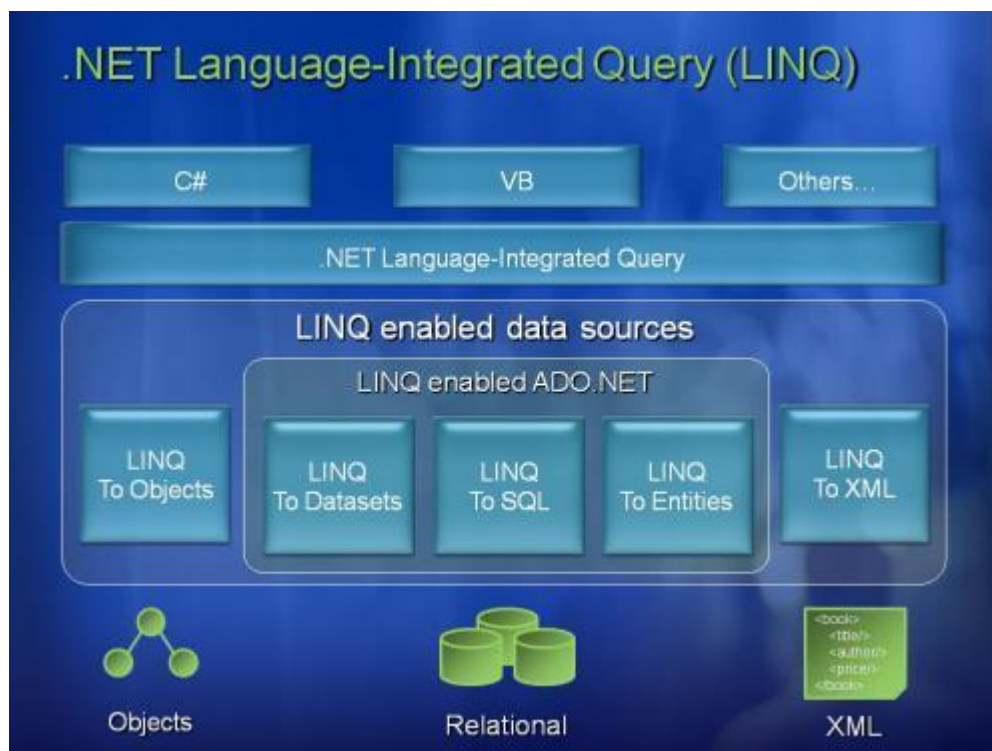 .NET Language-Integrated Query (LINQ)
C#
VB
Others...
.NET Language-Integrated Query
LINQ enabled data sources
LINQ enabled ADO.NET
LINQ
To Objects
LINQ
To Datasets
LINQ
To SQL
LINQ
To Entities
LINQ
To XML
<book>
<title/>
<author/>
<price/>
</book>
Objects
Relational
XML